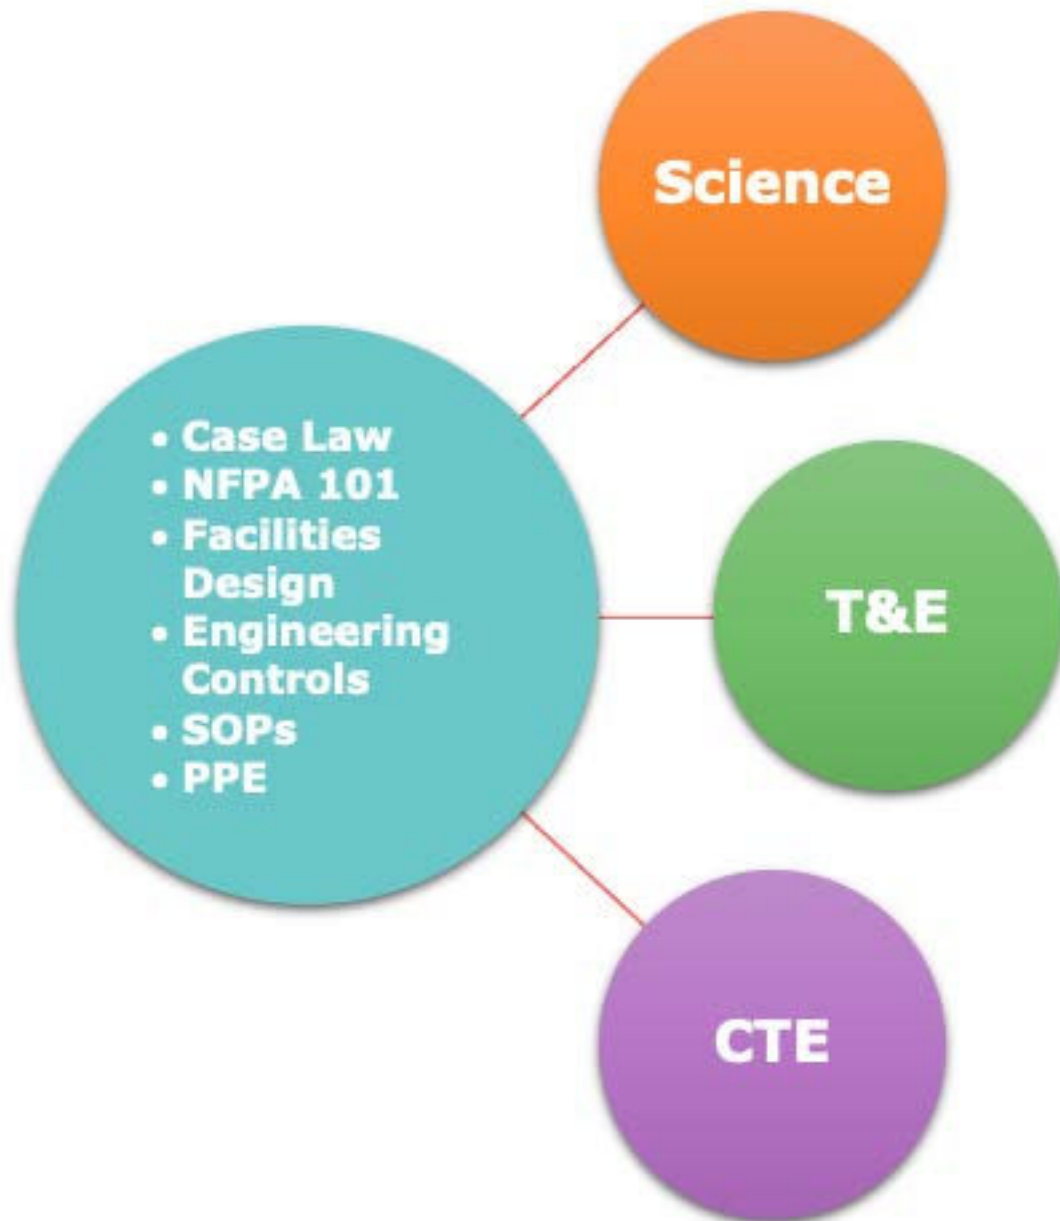 Science
• Case Law
• NFPA 101
• Facilities
Design
• Engineering
Controls
• SOPs
• PPE
T&E
CTE